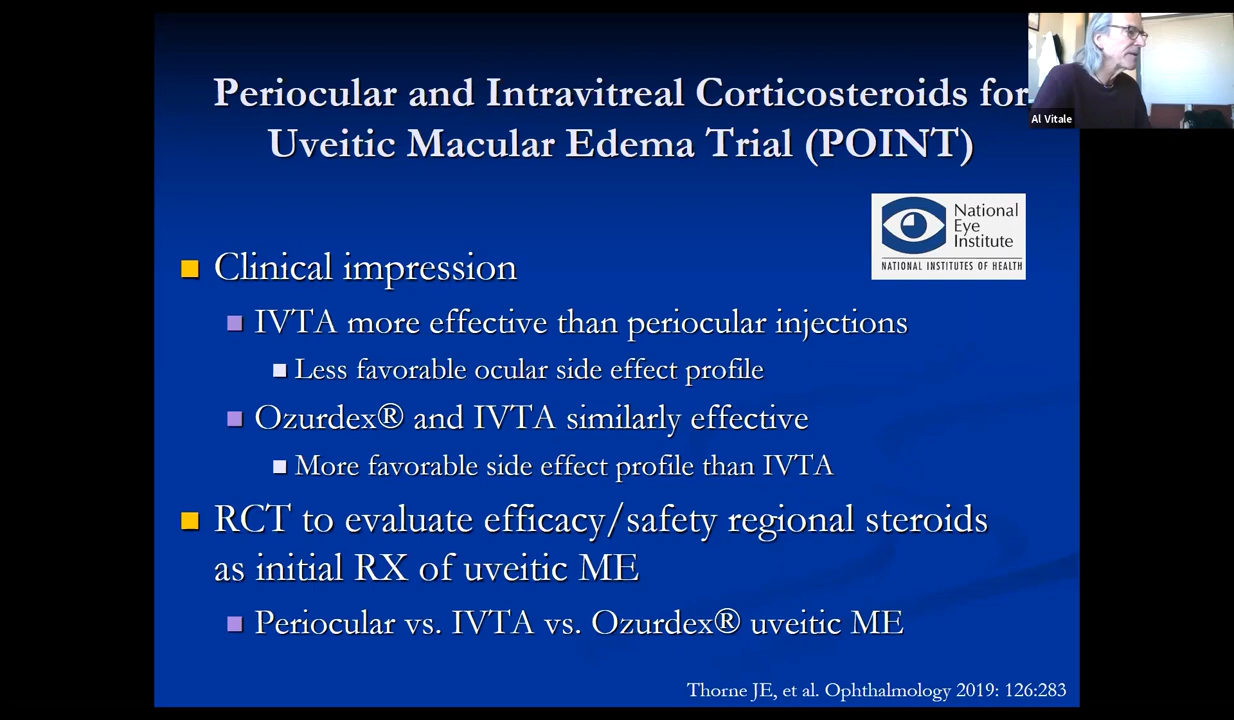 Periocular and Intravitreal Corticosteroids for
Uveitic Macular Edema Trial (POINT)
Al Vitale
National
Eye
Institute
NATIONAL INSTITUTES OF HEALTH
Clinical impression
IVTA more effective than periocular injections
Less favorable ocular side effect profile
Ozurdex® and IVTA similarly effective
More favorable side effect profile than IVTA
RCT to evaluate efficacy/safety regional steroids
as initial RX of uveitic ME
Periocular vs. IVTA vs. Ozurdex® uveitic ME
Thorne JE, et al. Ophthalmology 2019: 126:283